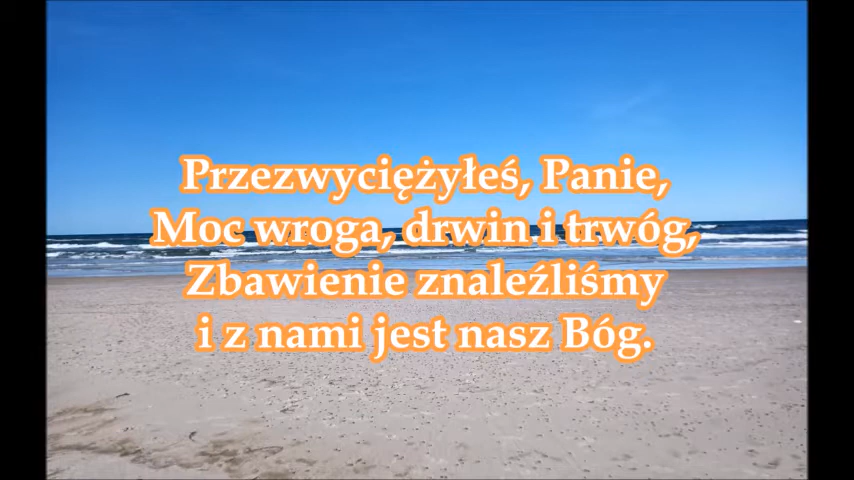 Przezwyciężyłeś, Panie,
Moc wroga, drwin i trwóg,
Zbawienie znaleźliśmy
i z nami jest nasz Bóg.